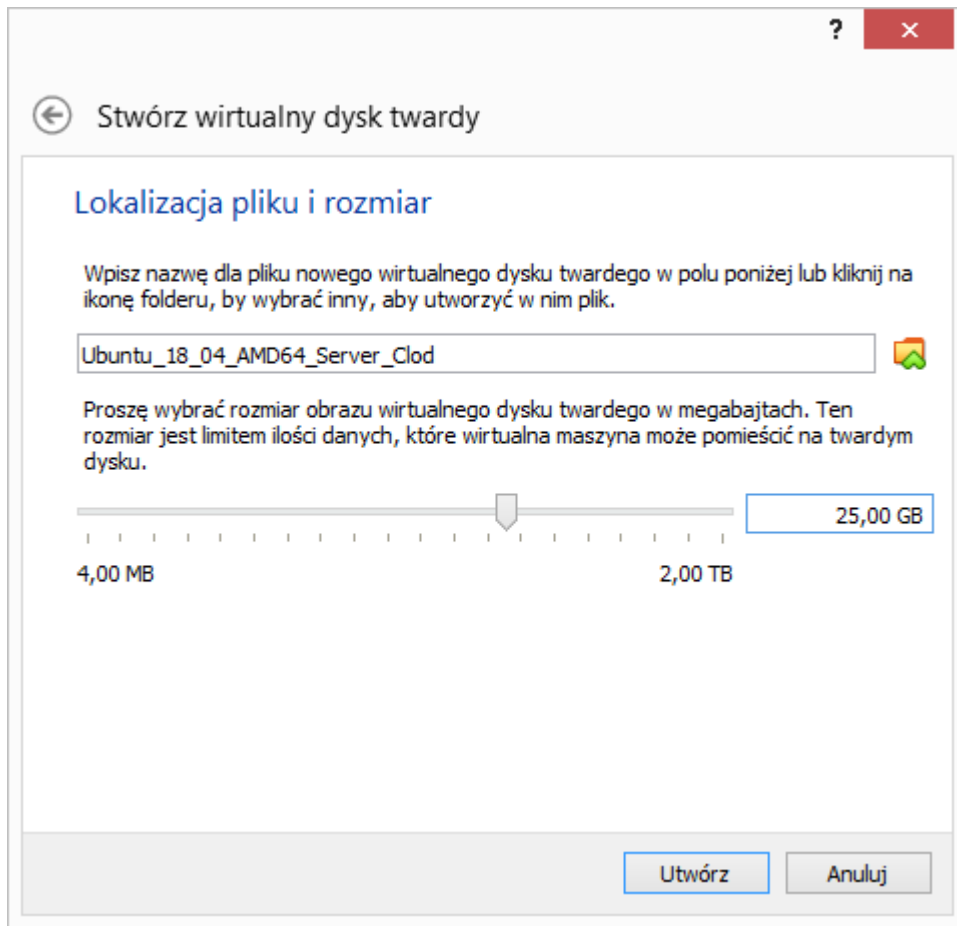 ?
Stwórz wirtualny dysk twardy
Lokalizacja pliku i rozmiar
Wpisz nazwę dla pliku nowego wirtualnego dysku twardego w polu poniżej lub kliknij na
ikonę folderu, by wybrać inny, aby utworzyć w nim plik.
Ubuntu_18_04_AMD64_Server_Clod
Proszę wybrać rozmiar obrazu wirtualnego dysku twardego w megabajtach. Ten
rozmiar jest limitem ilości danych, które wirtualna maszyna może pomieścić na twardym
dysku.
25,00 GB
4,00 MB 2,00 TB
Utwórz Anuluj